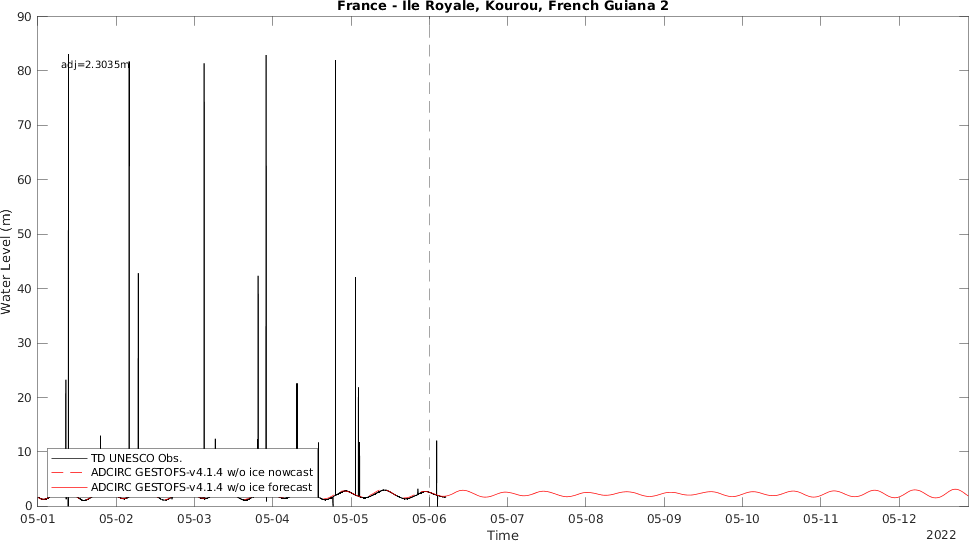 France - Ile Royale, Kourou, French Guiana 2
90
80
70
60
50
40
30
20
10
0
Water Level (m)
adj=2.3035m
TD UNESCO Obs.
ADCIRC GESTOFS-v4.1.4 w/o ice nowcast
ADCIRC GESTOFS-v4.1.4 w/o ice forecast
05-01 05-02 05-03 05-04 05-05 05-06 05-07 05-08 05-09 05-10 05-11 05-12
Time
2022